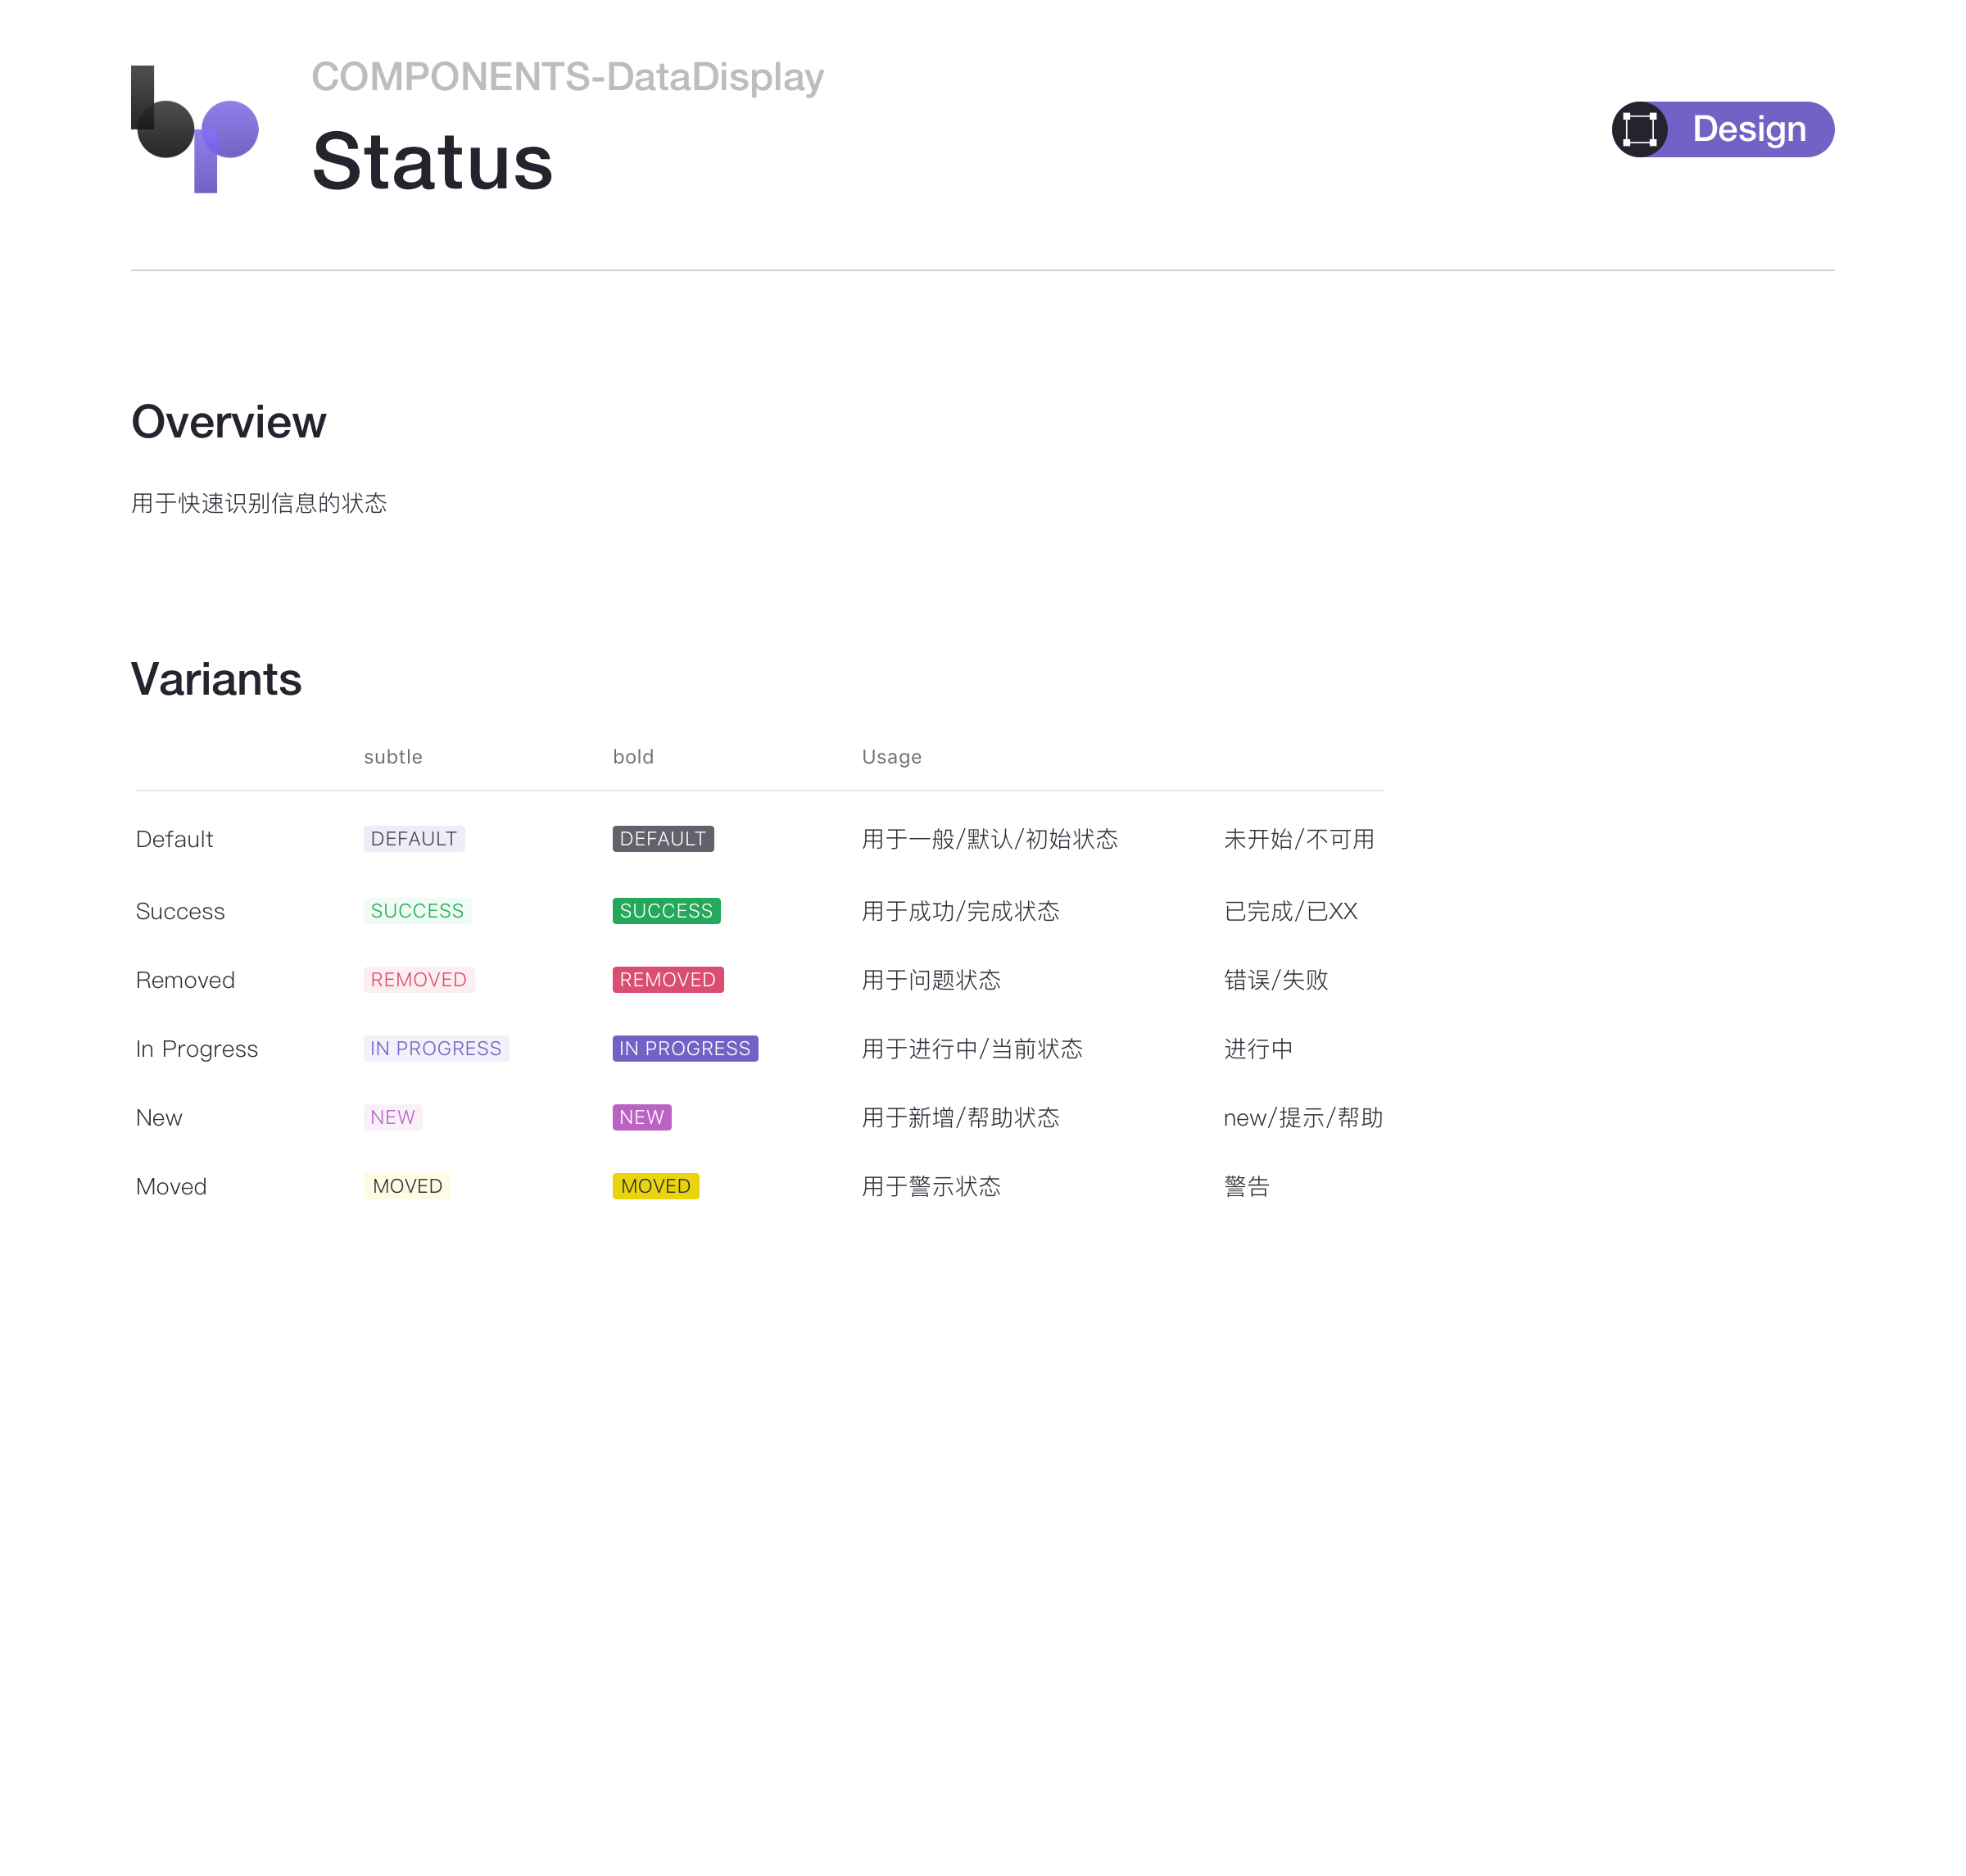 bp
COMPONENTS-DataDisplay
Status
Design
Overview
用于快速识别信息的状态
Variants
subtle bold Usage
Default DEFAULT DEFAULT 用于一般/默认/初始状态 未开始/不可用
Success SUCCESS SUCCESS 用于成功/完成状态 已完成/已XX
Removed REMOVED REMOVED 用于问题状态 错误/失败
In Progress IN PROGRESS IN PROGRESS 用于进行中/当前状态 进行中
New NEW NEW 用于新增/帮助状态 new/提示/帮助
Moved MOVED MOVED 用于警示状态 警告